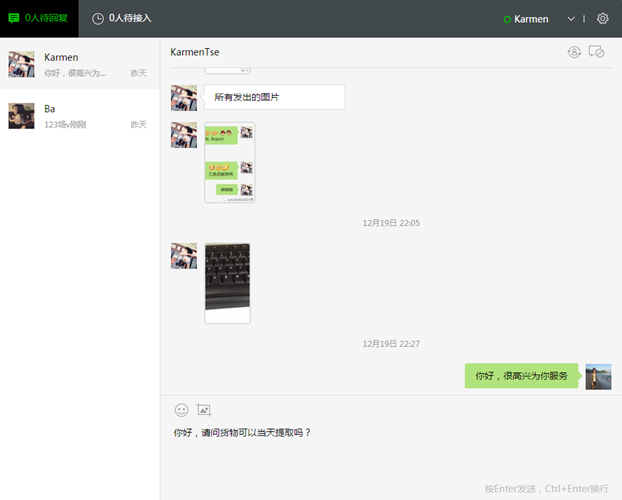 0人待回复
0人待接入
Karmen
Karmen
你好，很高兴为...
昨天
Ba
123场v刚刚
昨天
KarmenTse
所有发出的图片
12月19日 22:05
12月19日 22:27
你好，很高兴为你服务
你好，请问货物可以当天提取吗？
按Enter发送，Ctrl+Enter换行